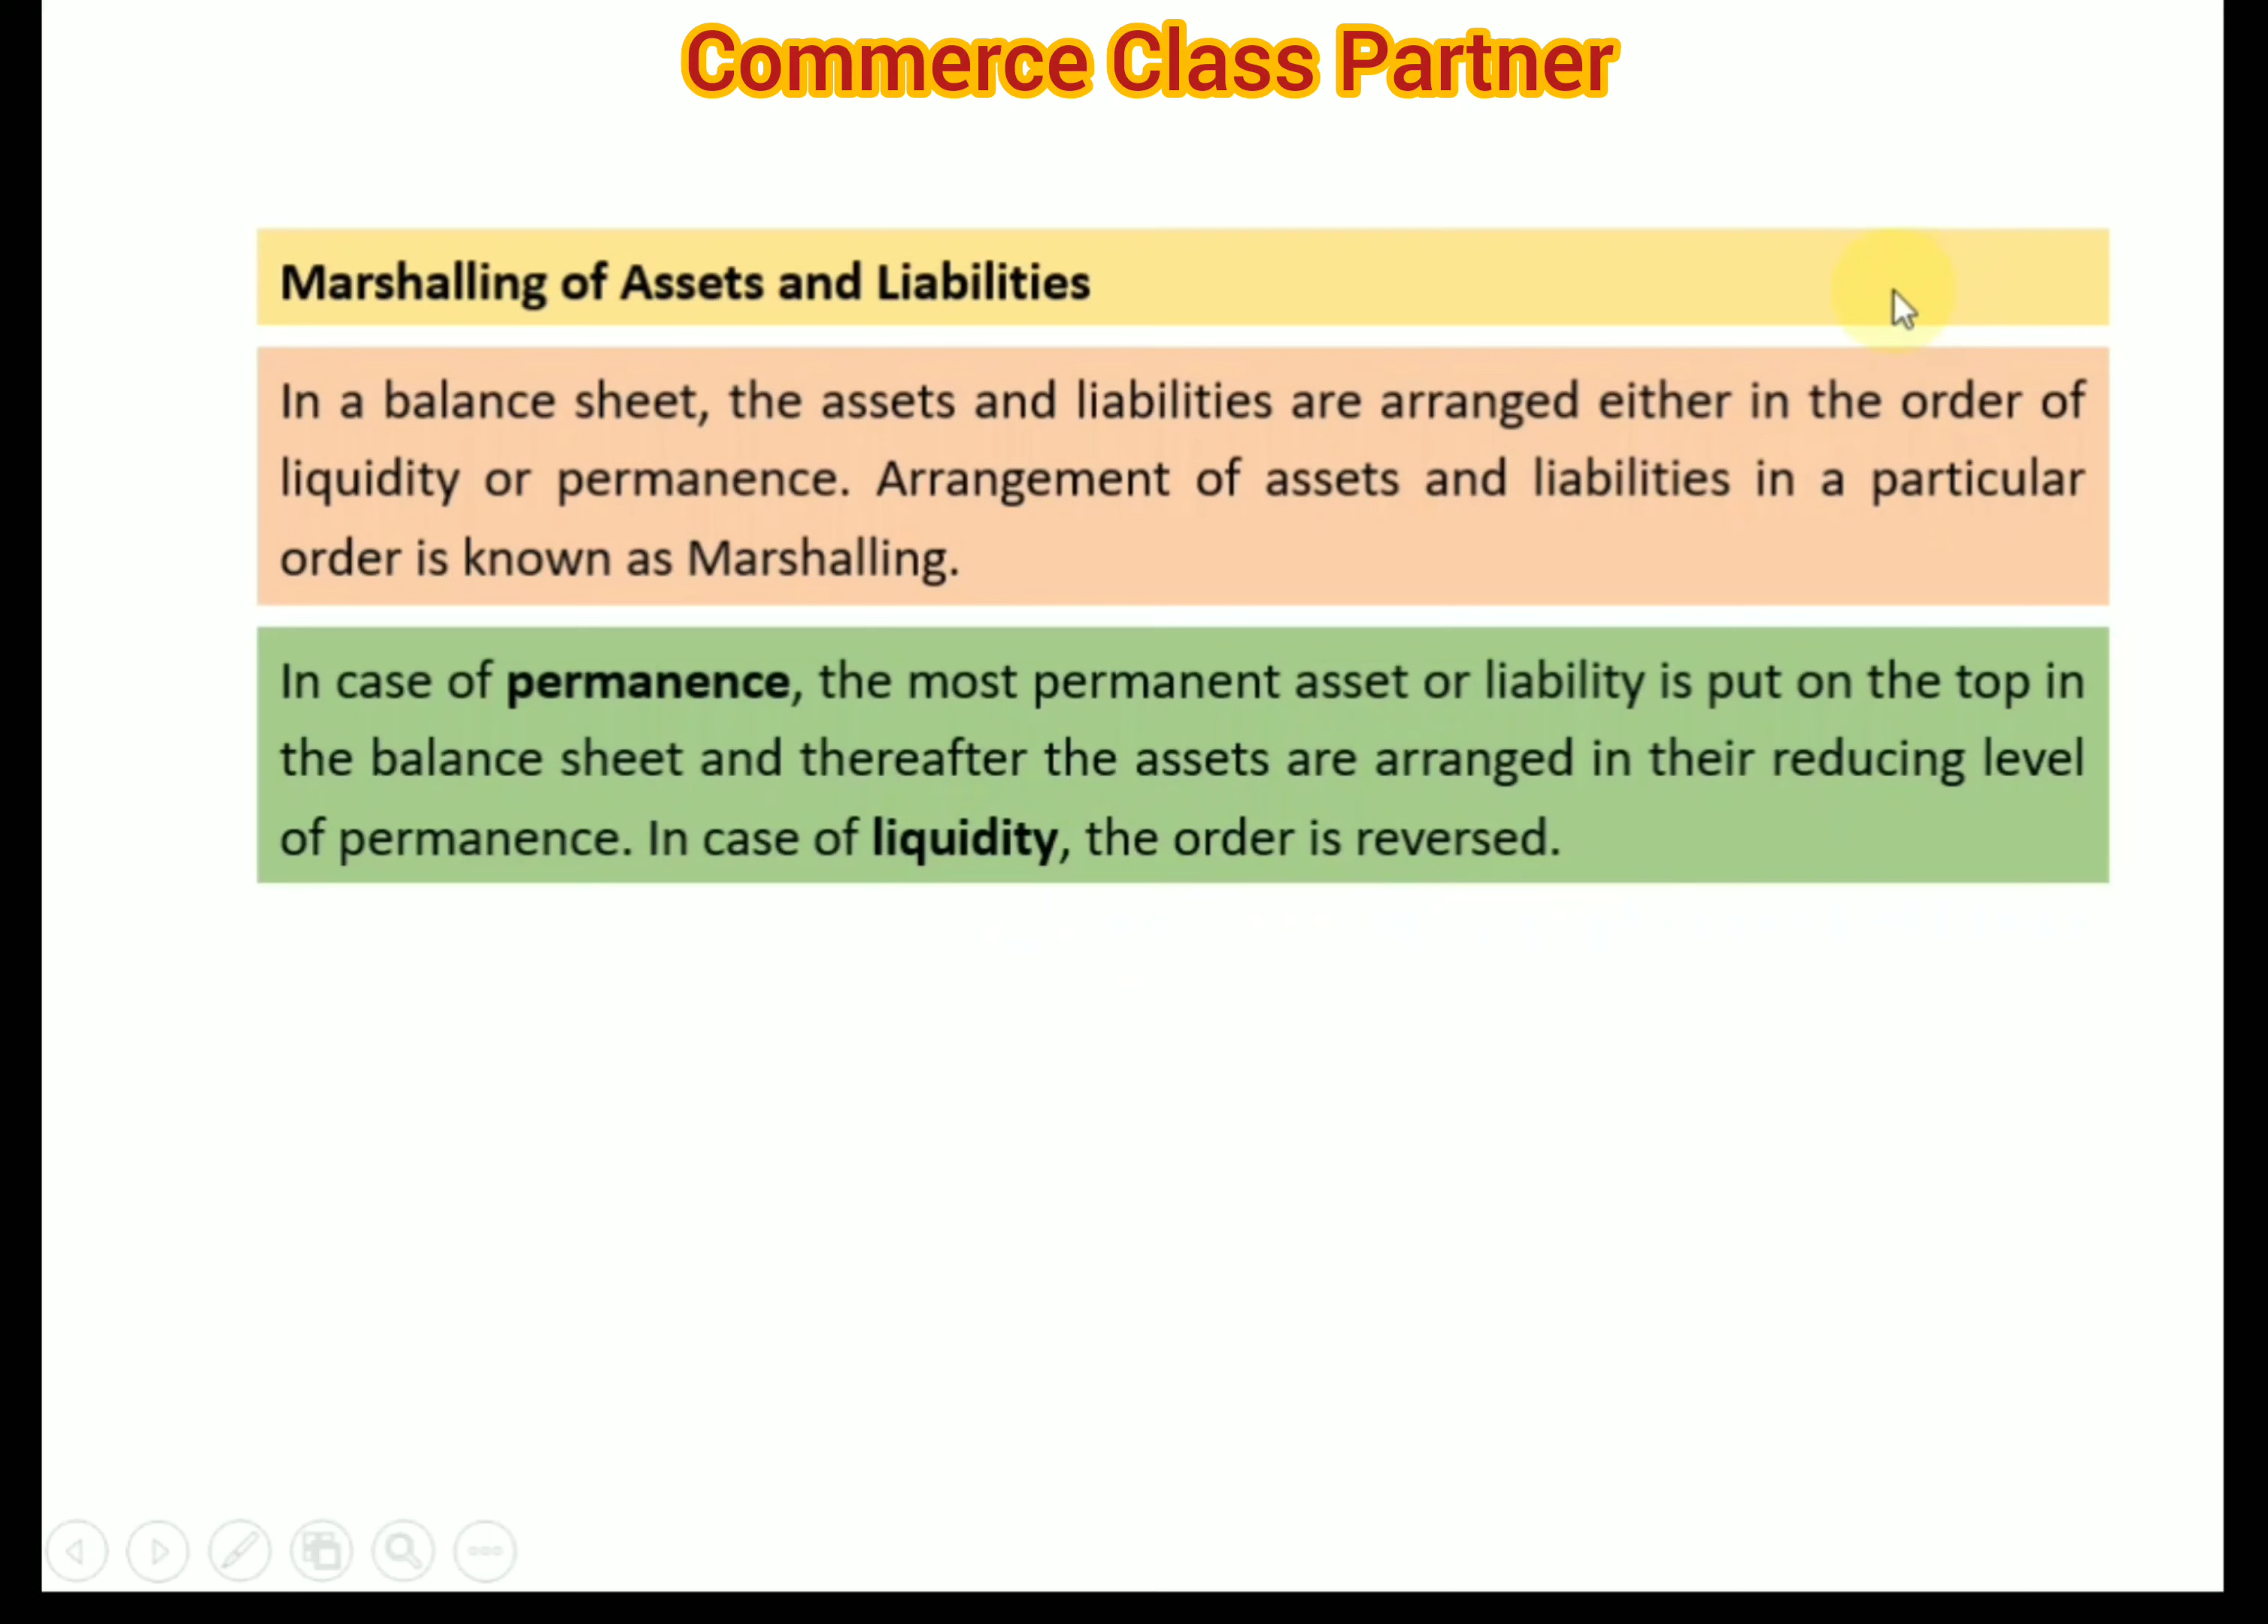 Commerce Class Partner
Marshalling of Assets and Liabilities
In a balance sheet, the assets and liabilities are arranged either in the order of
liquidity or permanence. Arrangement of assets and liabilities in a particular
order is known as Marshalling.
In case of permanence, the most permanent asset or liability is put on the top in
the balance sheet and thereafter the assets are arranged in their reducing level
of permanence. In case of liquidity, the order is reversed.